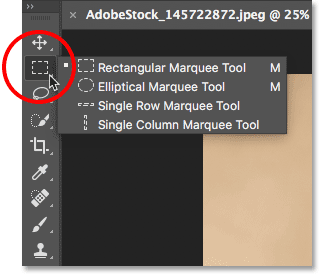 AdobeStock_145722872.jpeg @ 25%
Rectangular Marquee Tool M
Elliptical Marquee Tool M
Single Row Marquee Tool
Single Column Marquee Tool